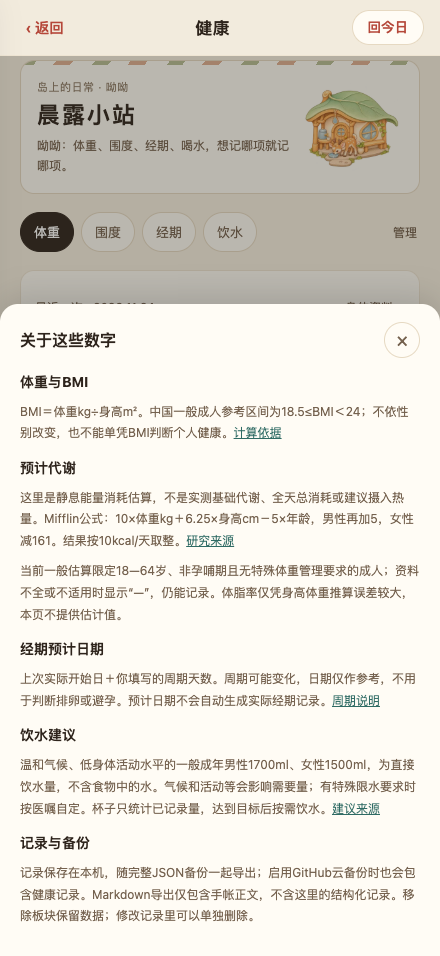 ‹ 返回
健康
回今日
岛上的日常 · 呦呦
晨露小站
呦呦：体重、围度、经期、喝水，想记哪项就记
哪项。
体重
围度
经期
饮水
管理
关于这些数字
×
体重与BMI
BMI＝体重kg÷身高m²。中国一般成人参考区间为18.5≤BMI＜24；不依性
别改变，也不能单凭BMI判断个人健康。计算依据
预计代谢
这里是静息能量消耗估算，不是实测基础代谢、全天总消耗或建议摄入热
量。Mifflin公式：10×体重kg＋6.25×身高cm－5×年龄，男性再加5，女性
减161。结果按10kcal/天取整。研究来源
当前一般估算限定18—64岁、非孕哺期且无特殊体重管理要求的成人；资料
不全或不适用时显示“—”，仍能记录。体脂率仅凭身高体重推算误差较大，
本页不提供估计值。
经期预计日期
上次实际开始日＋你填写的周期天数。周期可能变化，日期仅作参考，不用
于判断排卵或避孕。预计日期不会自动生成实际经期记录。周期说明
饮水建议
温和气候、低身体活动水平的一般成年男性1700ml、女性1500ml，为直接
饮水量，不含食物中的水。气候和活动等会影响需要量；有特殊限水要求时
按医嘱自定。杯子只统计已记录量，达到目标后按需饮水。建议来源
记录与备份
记录保存在本机，随完整JSON备份一起导出；启用GitHub云备份时也会包
含健康记录。Markdown导出仅包含手帐正文，不含这里的结构化记录。移
除板块保留数据；修改记录里可以单独删除。